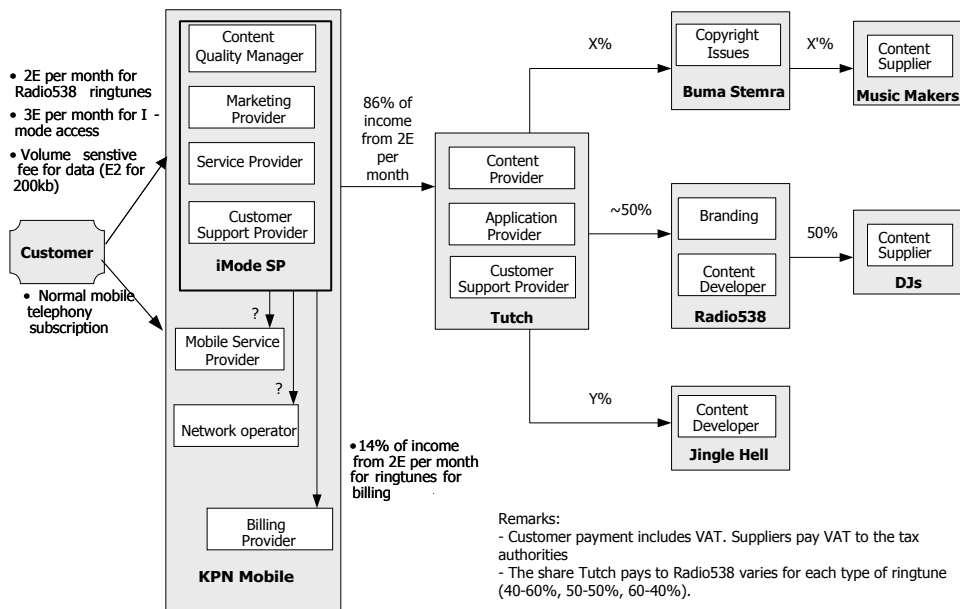 • 2E per month for
Radio538 ringtunes
• 3E per month for I -
mode access
• Volume senstive
fee for data (E2 for
200kb)
Customer
• Normal mobile
telephony
subscription
Content
Quality Manager
Marketing
Provider
Service Provider
Customer
Support Provider
iMode SP
?
Mobile Service
Provider
?
Network operator
• 14% of income
from 2E per month
for ringtunes for
billing
Billing
Provider
KPN Mobile
86% of
income
from 2E
per
month
Content
Provider
Application
Provider
Customer
Support Provider
Tutch
X%
Copyright
Issues
Buma Stemra
X'%
Content
Supplier
Music Makers
~50%
Branding
Content
Developer
Radio538
50%
Content
Supplier
DJs
Y%
Content
Developer
Jingle Hell
Remarks:
- Customer payment includes VAT. Suppliers pay VAT to the tax
authorities
- The share Tutch pays to Radio538 varies for each type of ringtune
(40-60%, 50-50%, 60-40%).